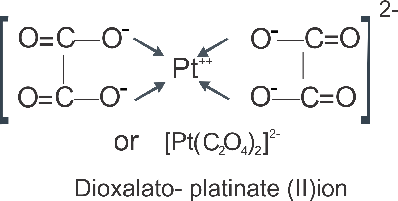 2-
O=C—O⁻ O⁻—C=O
Pt⁺⁺
O=C—O⁻ O⁻—C=O
or [Pt(C₂O₄)₂]²⁻
Dioxalato- platinate (II)ion